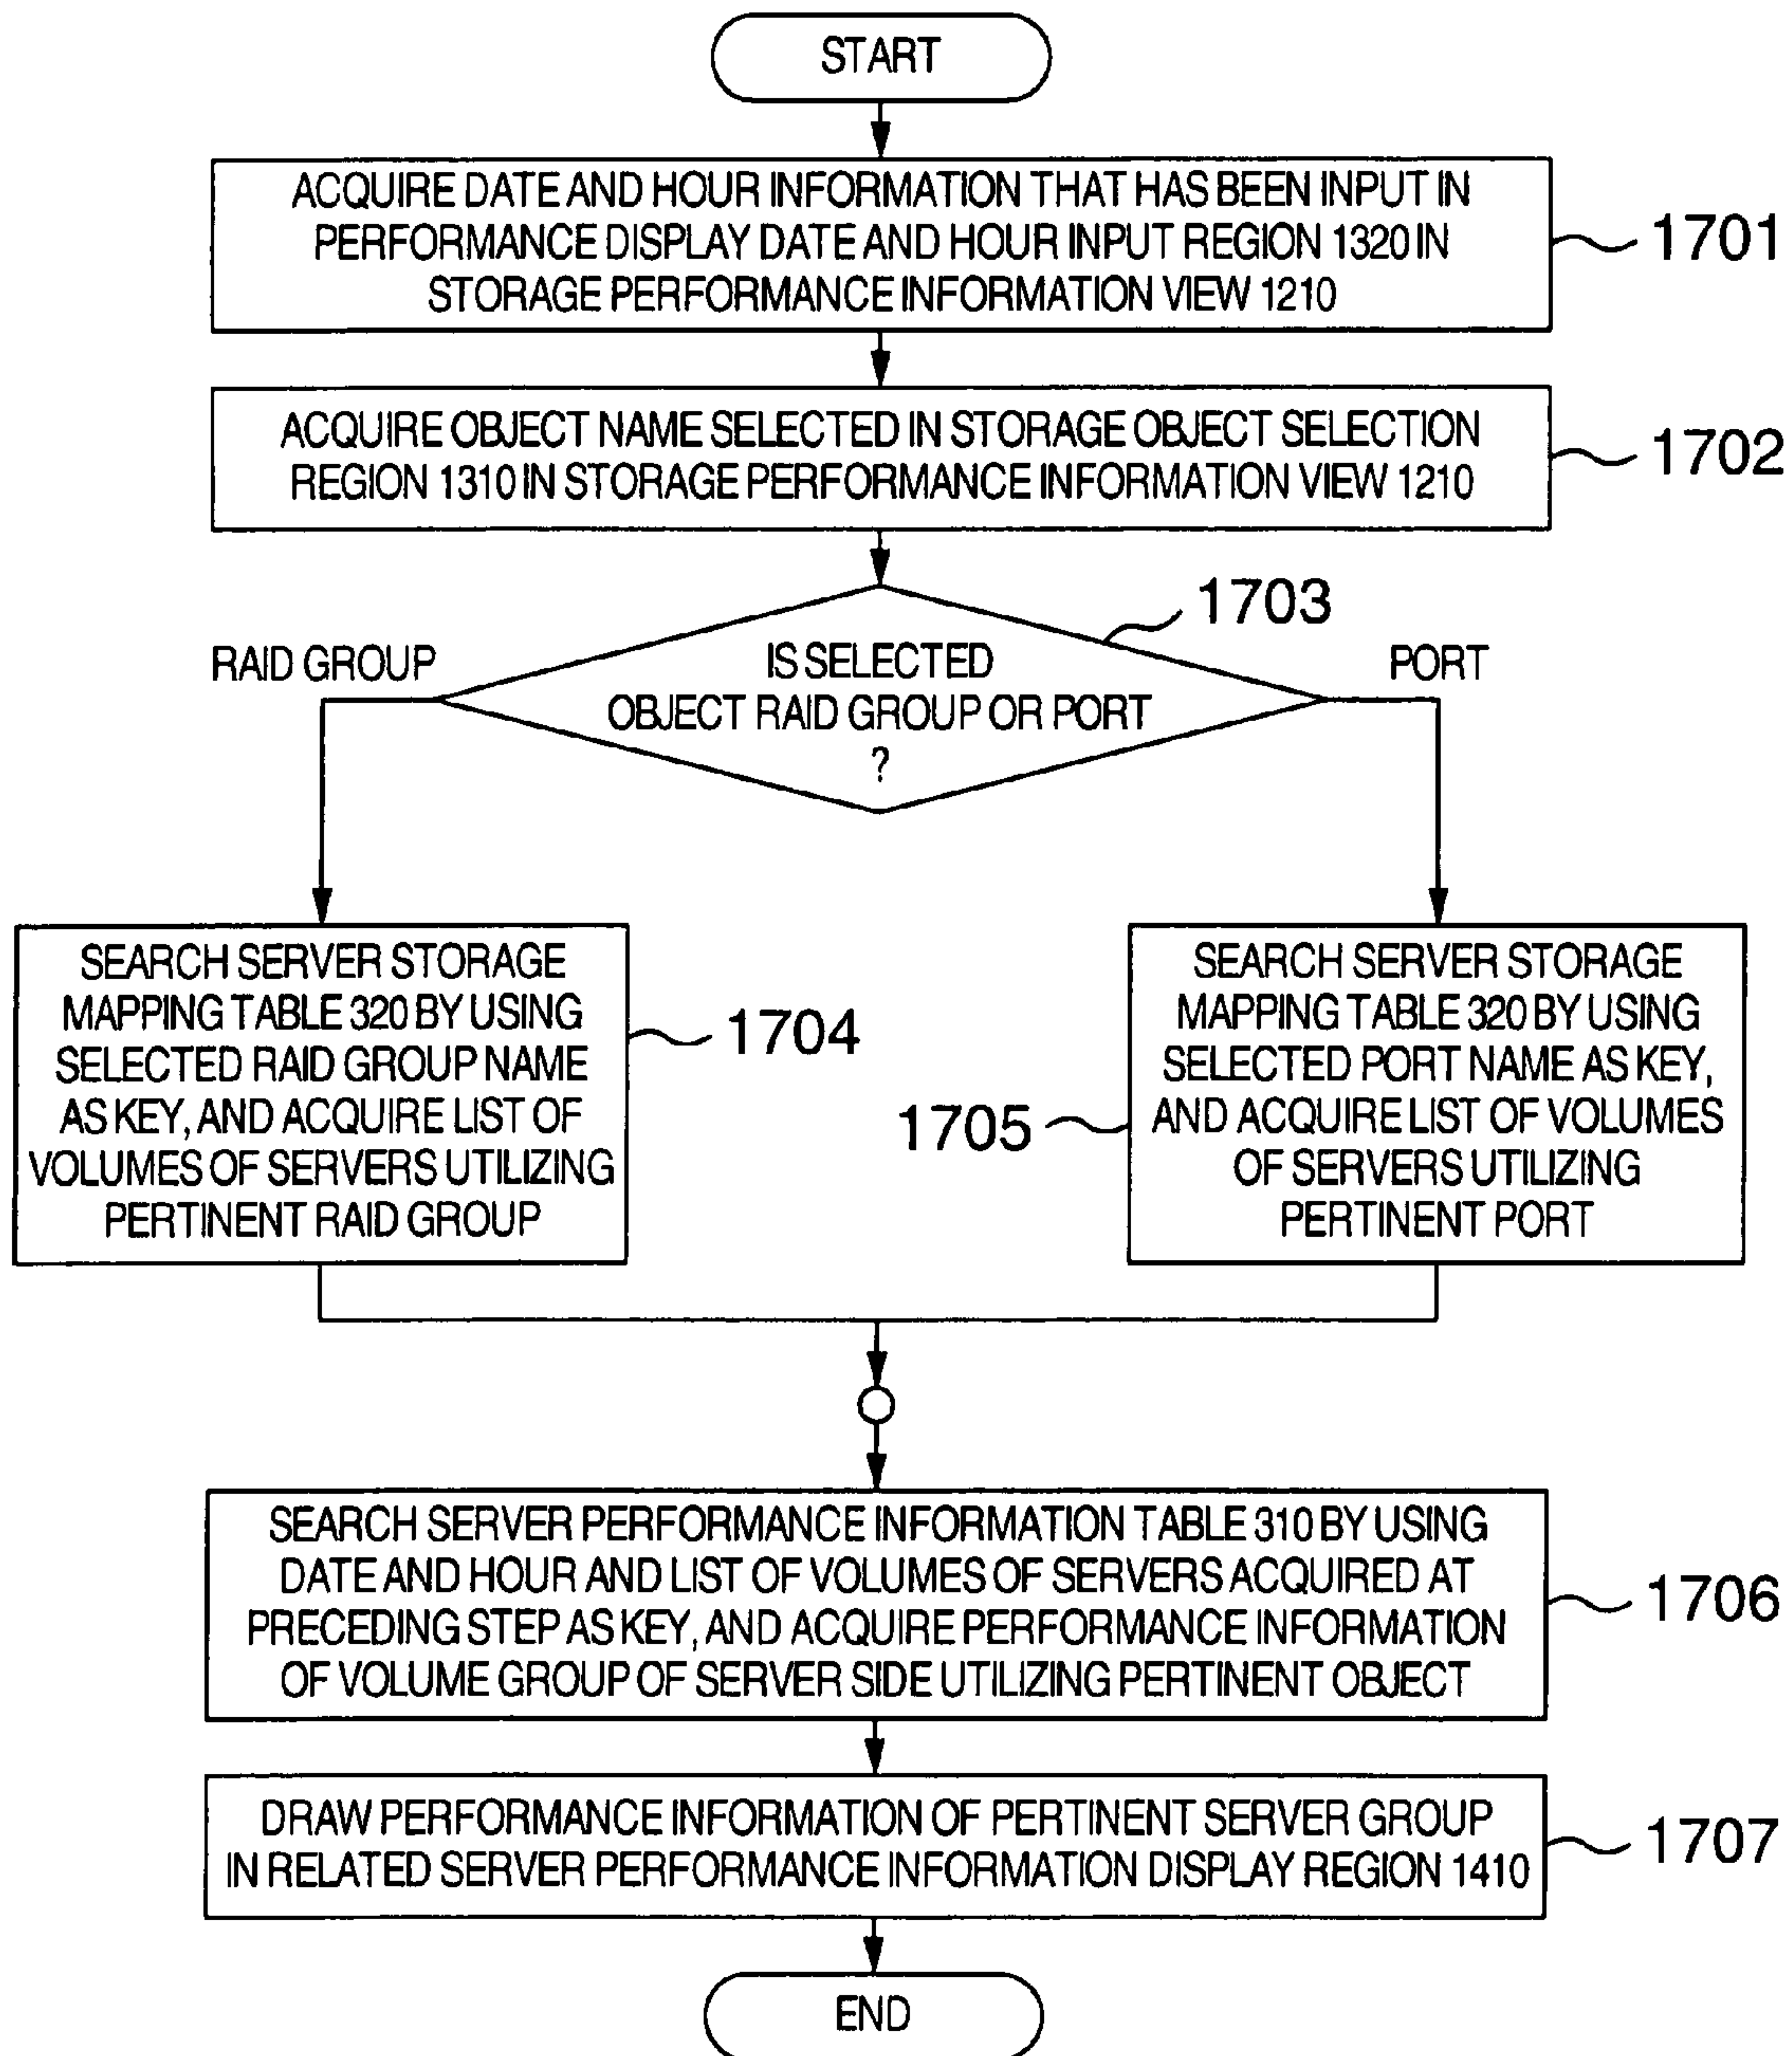 START
ACQUIRE DATE AND HOUR INFORMATION THAT HAS BEEN INPUT IN
PERFORMANCE DISPLAY DATE AND HOUR INPUT REGION 1320 IN
STORAGE PERFORMANCE INFORMATION VIEW 1210
1701
ACQUIRE OBJECT NAME SELECTED IN STORAGE OBJECT SELECTION
REGION 1310 IN STORAGE PERFORMANCE INFORMATION VIEW 1210
1702
1703
RAID GROUP
IS SELECTED
OBJECT RAID GROUP OR PORT
?
PORT
SEARCH SERVER STORAGE
MAPPING TABLE 320 BY USING
SELECTED RAID GROUP NAME
AS KEY, AND ACQUIRE LIST OF
VOLUMES OF SERVERS UTILIZING
PERTINENT RAID GROUP
1704
SEARCH SERVER STORAGE
MAPPING TABLE 320 BY USING
SELECTED PORT NAME AS KEY,
AND ACQUIRE LIST OF VOLUMES
OF SERVERS UTILIZING
PERTINENT PORT
1705
SEARCH SERVER PERFORMANCE INFORMATION TABLE 310 BY USING
DATE AND HOUR AND LIST OF VOLUMES OF SERVERS ACQUIRED AT
PRECEDING STEP AS KEY, AND ACQUIRE PERFORMANCE INFORMATION
OF VOLUME GROUP OF SERVER SIDE UTILIZING PERTINENT OBJECT
1706
DRAW PERFORMANCE INFORMATION OF PERTINENT SERVER GROUP
IN RELATED SERVER PERFORMANCE INFORMATION DISPLAY REGION 1410
1707
END